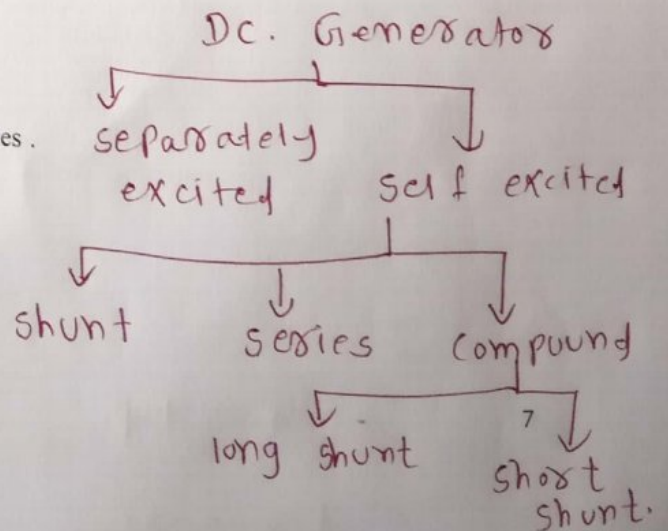 Dc. Generator
es.
separately
excited
self excited
shunt
series
compound
7
long shunt
short
shunt.